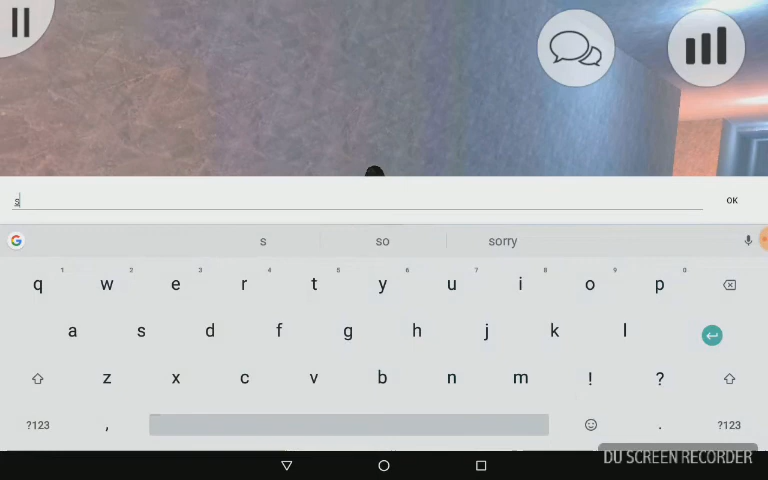 s
OK
G
s so sorry
1 2 3 4 5 6 7 8 9 0
q w e r t y u i o p
a s d f g h j k l
z x c v b n m ! ?
?123 , . ?123
DU SCREEN RECORDER